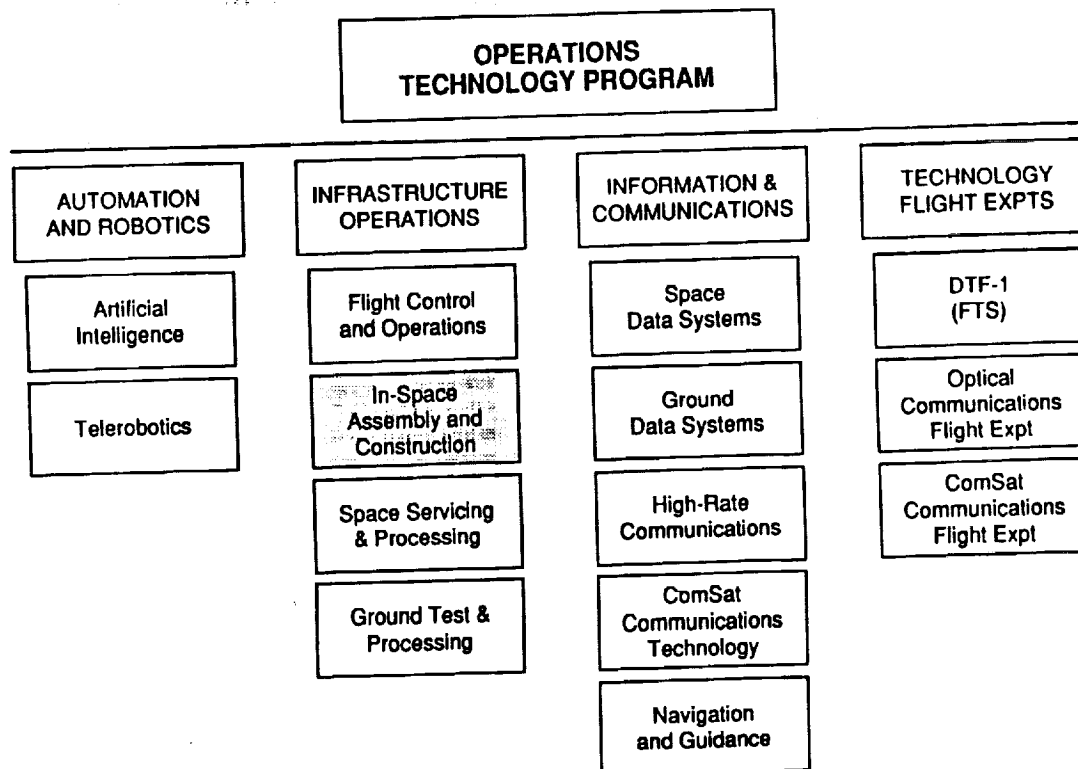 OPERATIONS
TECHNOLOGY PROGRAM
AUTOMATION
AND ROBOTICS
Artificial
Intelligence
Telerobotics
INFRASTRUCTURE
OPERATIONS
Flight Control
and Operations
In-Space
Assembly and
Construction
Space Servicing
& Processing
Ground Test &
Processing
INFORMATION &
COMMUNICATIONS
Space
Data Systems
Ground
Data Systems
High-Rate
Communications
ComSat
Communications
Technology
Navigation
and Guidance
TECHNOLOGY
FLIGHT EXPTS
DTF-1
(FTS)
Optical
Communications
Flight Expt
ComSat
Communications
Flight Expt